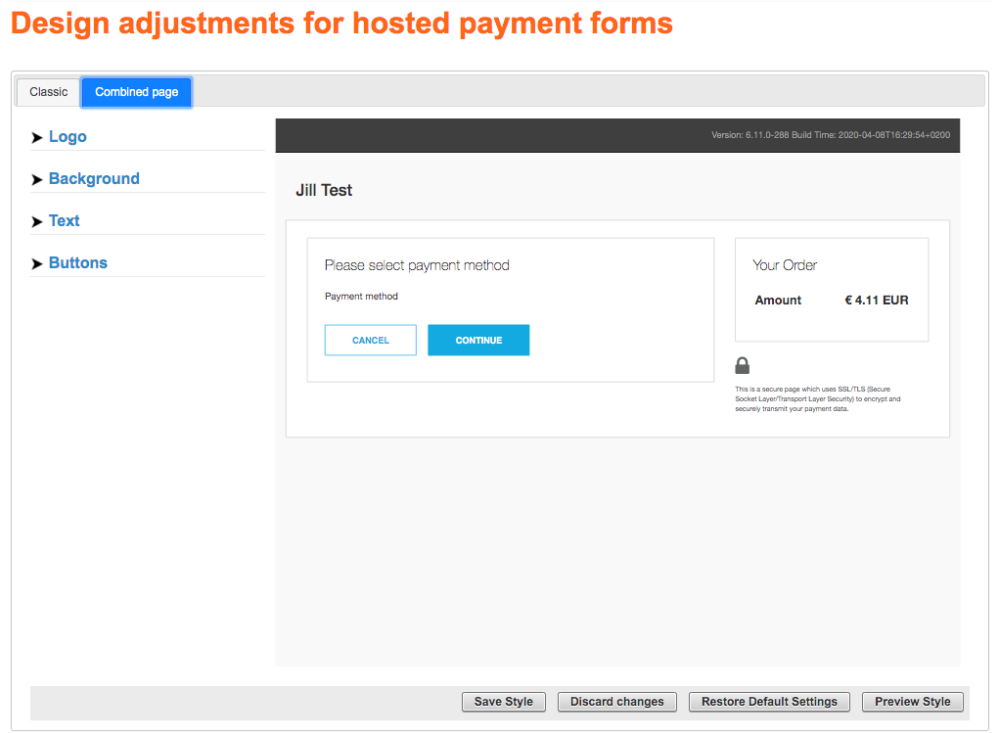 Design adjustments for hosted payment forms
Classic
Combined page
Logo
Background
Text
Buttons
Version: 6.11.0-288 Build Time: 2020-04-08T16:29:54+0200
Jill Test
Please select payment method
Payment method
CANCEL
CONTINUE
Your Order
Amount € 4.11 EUR
This is a secure page which uses SSL/TLS (Secure
Socket Layer/Transport Layer Security) to encrypt and
securely transmit your payment data.
Save Style
Discard changes
Restore Default Settings
Preview Style